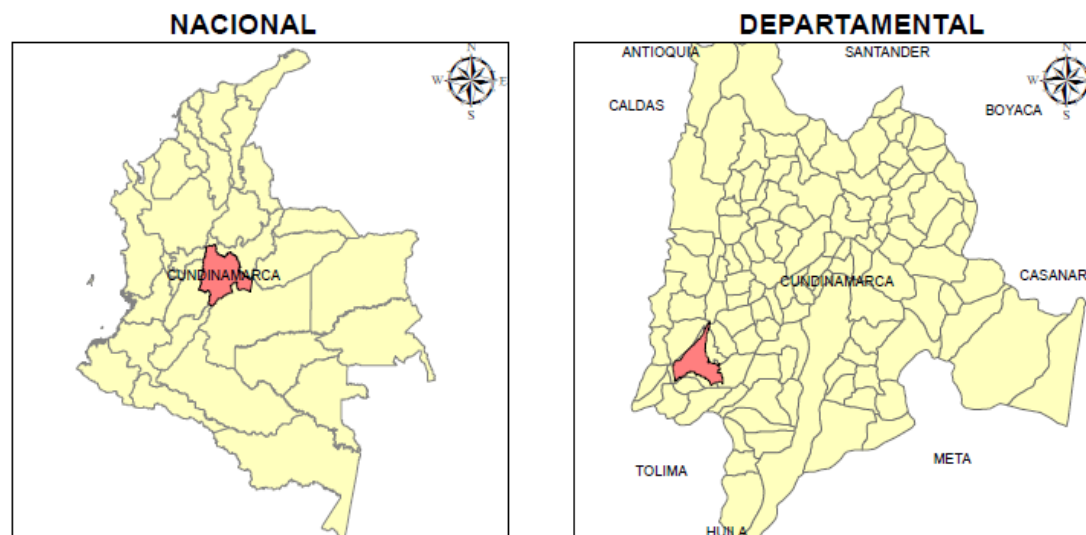 NACIONAL
N
W E
S
CUNDINAMARCA
DEPARTAMENTAL
ANTIOQUIA SANTANDER
N
W
S
CALDAS BOYACA
CUNDINAMARCA CASANAR
TOLIMA META
HUILA